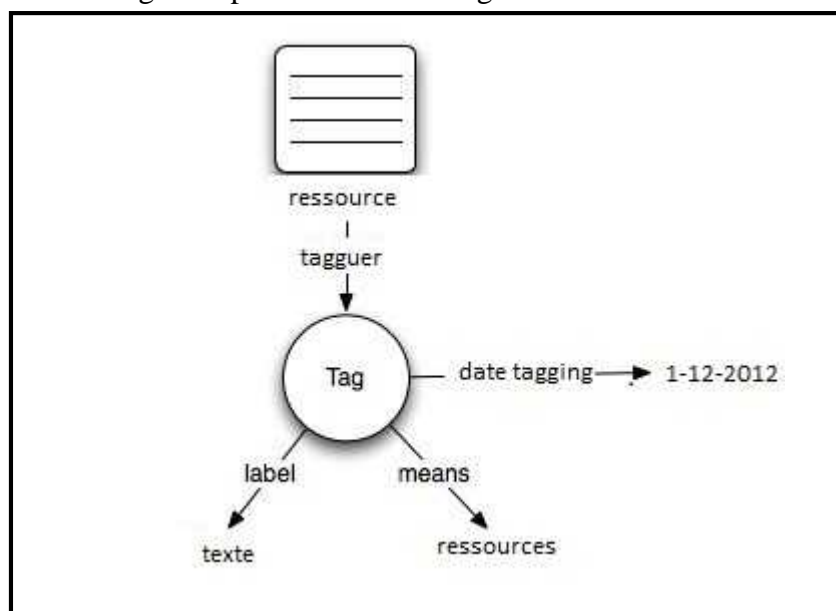 ressource
tagguer
Tag
date tagging
1-12-2012
label
means
texte
ressources